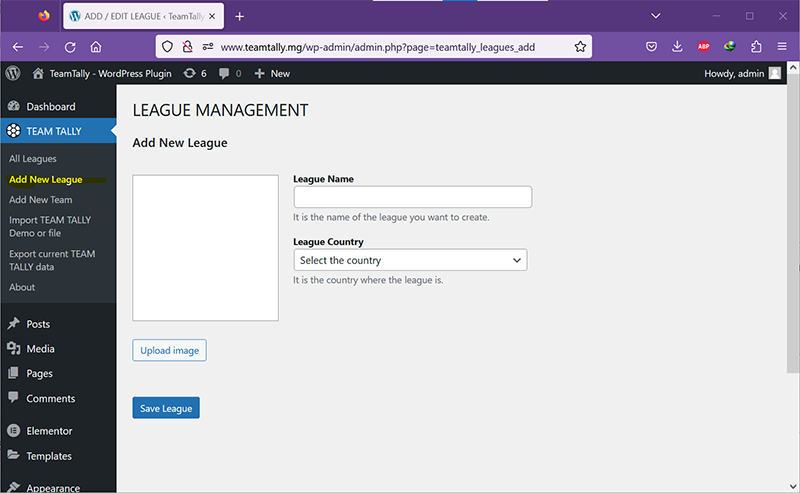 ADD / EDIT LEAGUE ‹ TeamTally
www.teamtally.mg/wp-admin/admin.php?page=teamtally_leagues_add
ABP
TeamTally - WordPress Plugin
6
0
New
Howdy, admin
Dashboard
TEAM TALLY
All Leagues
Add New League
Add New Team
Import TEAM TALLY
Demo or file
Export current TEAM
TALLY data
About
Posts
Media
Pages
Comments
Elementor
Templates
Appearance
LEAGUE MANAGEMENT
Add New League
League Name
It is the name of the league you want to create.
League Country
Select the country
It is the country where the league is.
Upload image
Save League